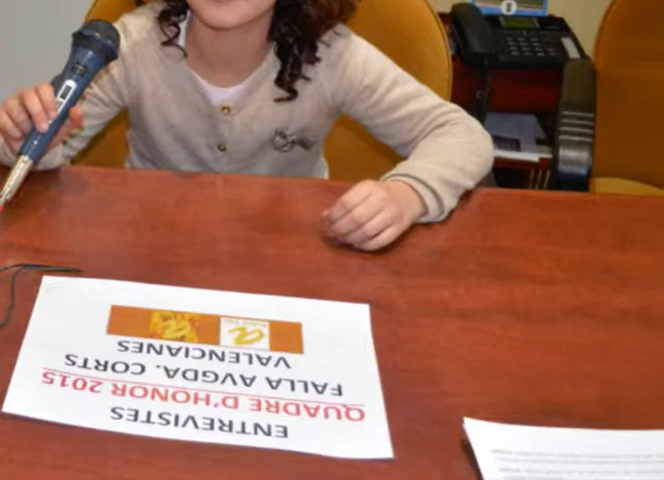 ENTREVISTES
QUADRE D'HONOR 2015
FALLA AVGDA. CORTS
VALENCIANES